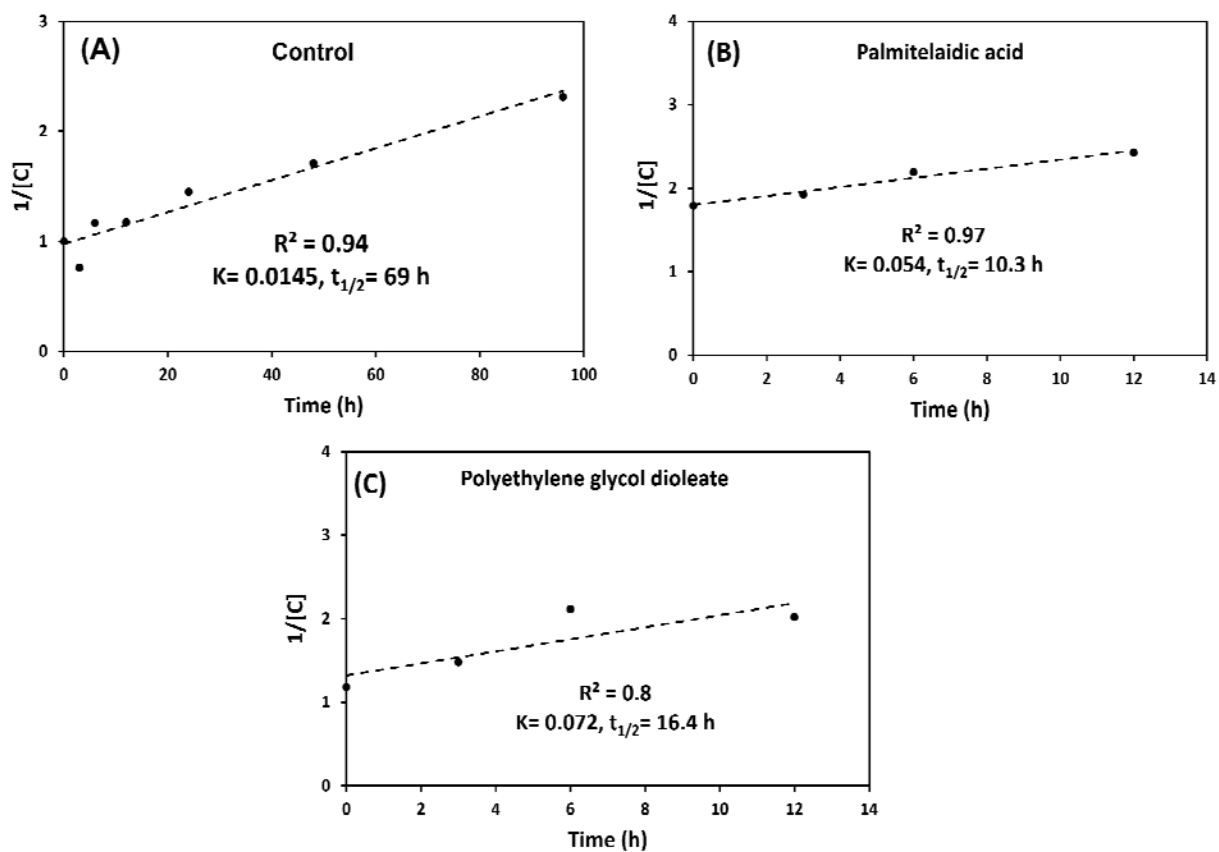 (A)
Control
3
2
1
0
1/[C]
R² = 0.94
K= 0.0145, t1/2= 69 h
0 20 40 60 80 100
Time (h)
(B)
Palmitelaidic acid
4
3
2
1
0
1/[C]
R² = 0.97
K= 0.054, t1/2= 10.3 h
0 2 4 6 8 10 12 14
Time (h)
(C)
Polyethylene glycol dioleate
4
3
2
1
0
1/[C]
R² = 0.8
K= 0.072, t1/2= 16.4 h
0 2 4 6 8 10 12 14
Time (h)